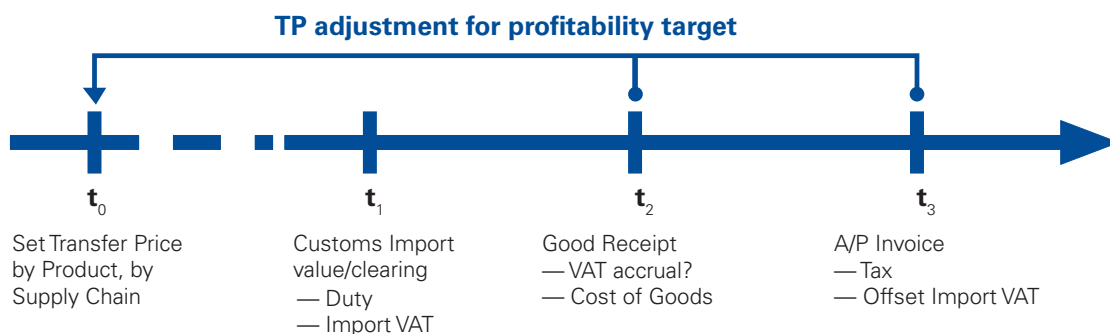 TP adjustment for profitability target
t0
t1
t2
t3
Set Transfer Price
by Product, by
Supply Chain
Customs Import
value/clearing
— Duty
— Import VAT
Good Receipt
— VAT accrual?
— Cost of Goods
A/P Invoice
— Tax
— Offset Import VAT